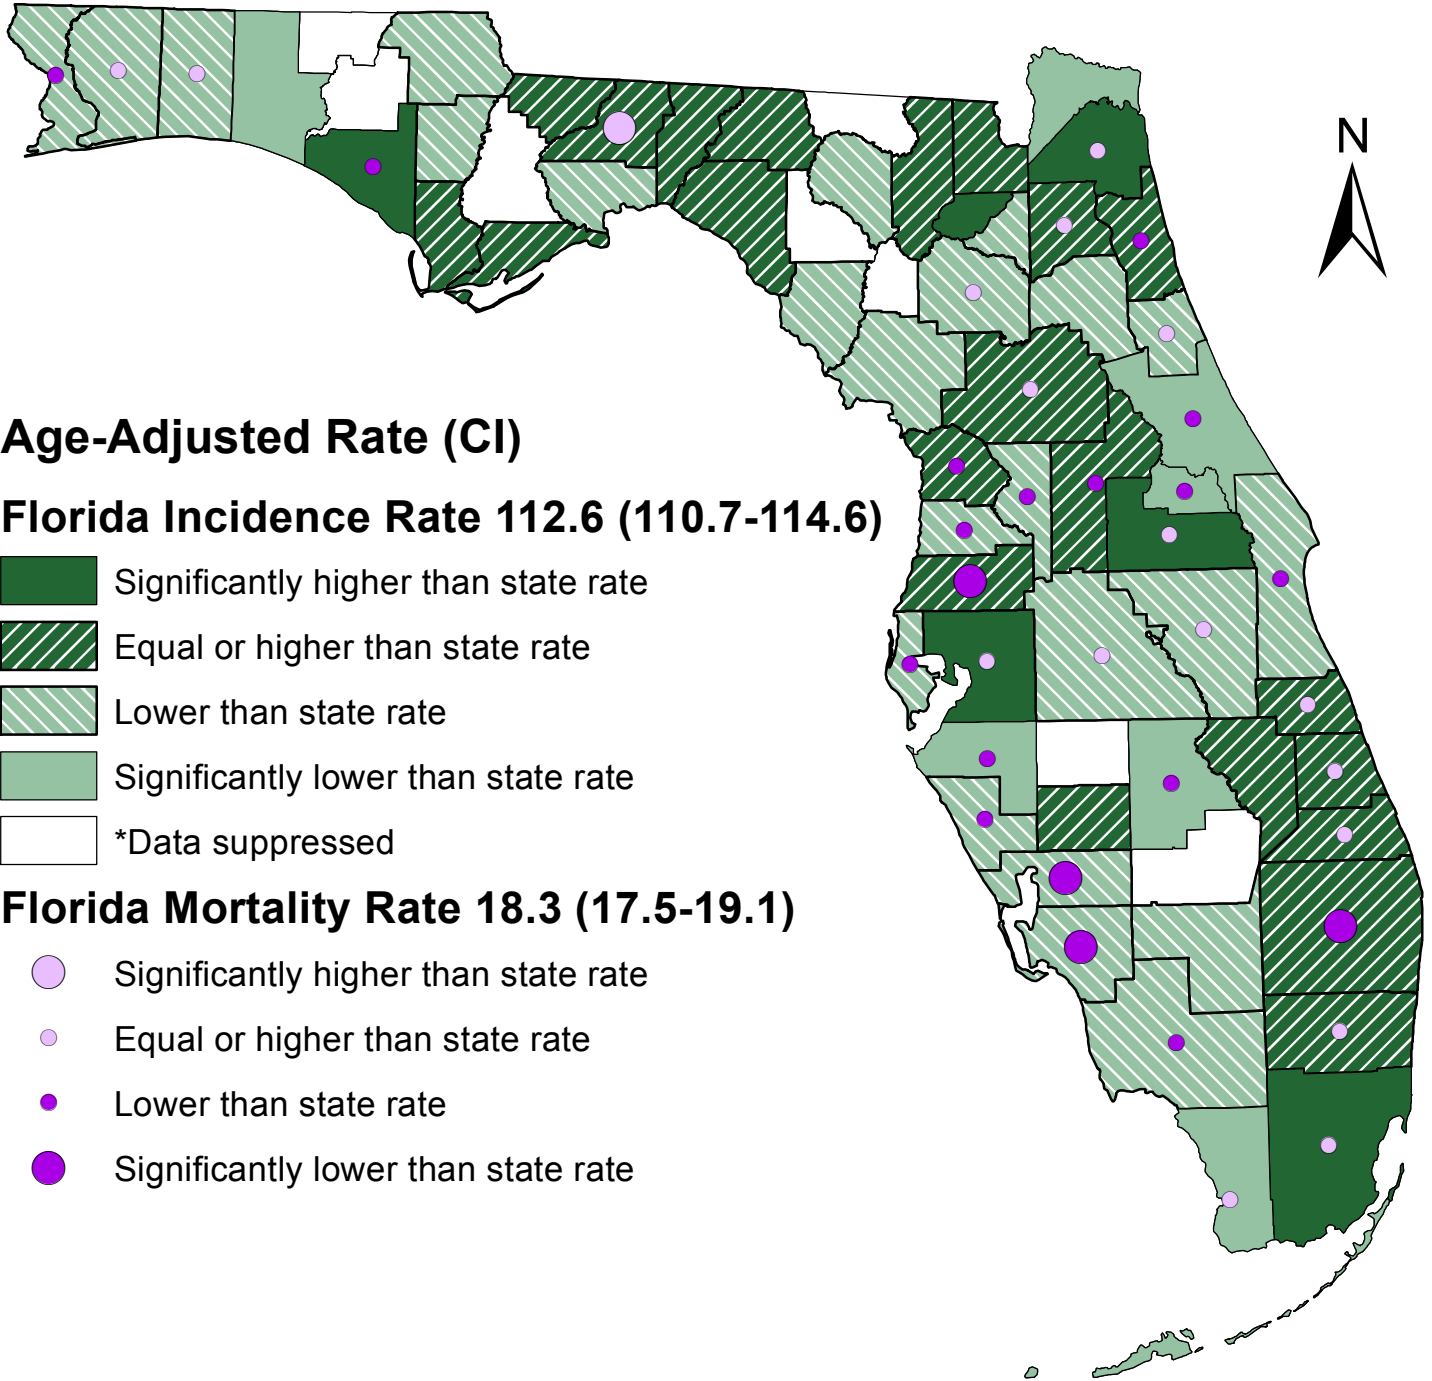 N
Age-Adjusted Rate (CI)
Florida Incidence Rate 112.6 (110.7-114.6)
Significantly higher than state rate
Equal or higher than state rate
Lower than state rate
Significantly lower than state rate
*Data suppressed
Florida Mortality Rate 18.3 (17.5-19.1)
Significantly higher than state rate
Equal or higher than state rate
Lower than state rate
Significantly lower than state rate